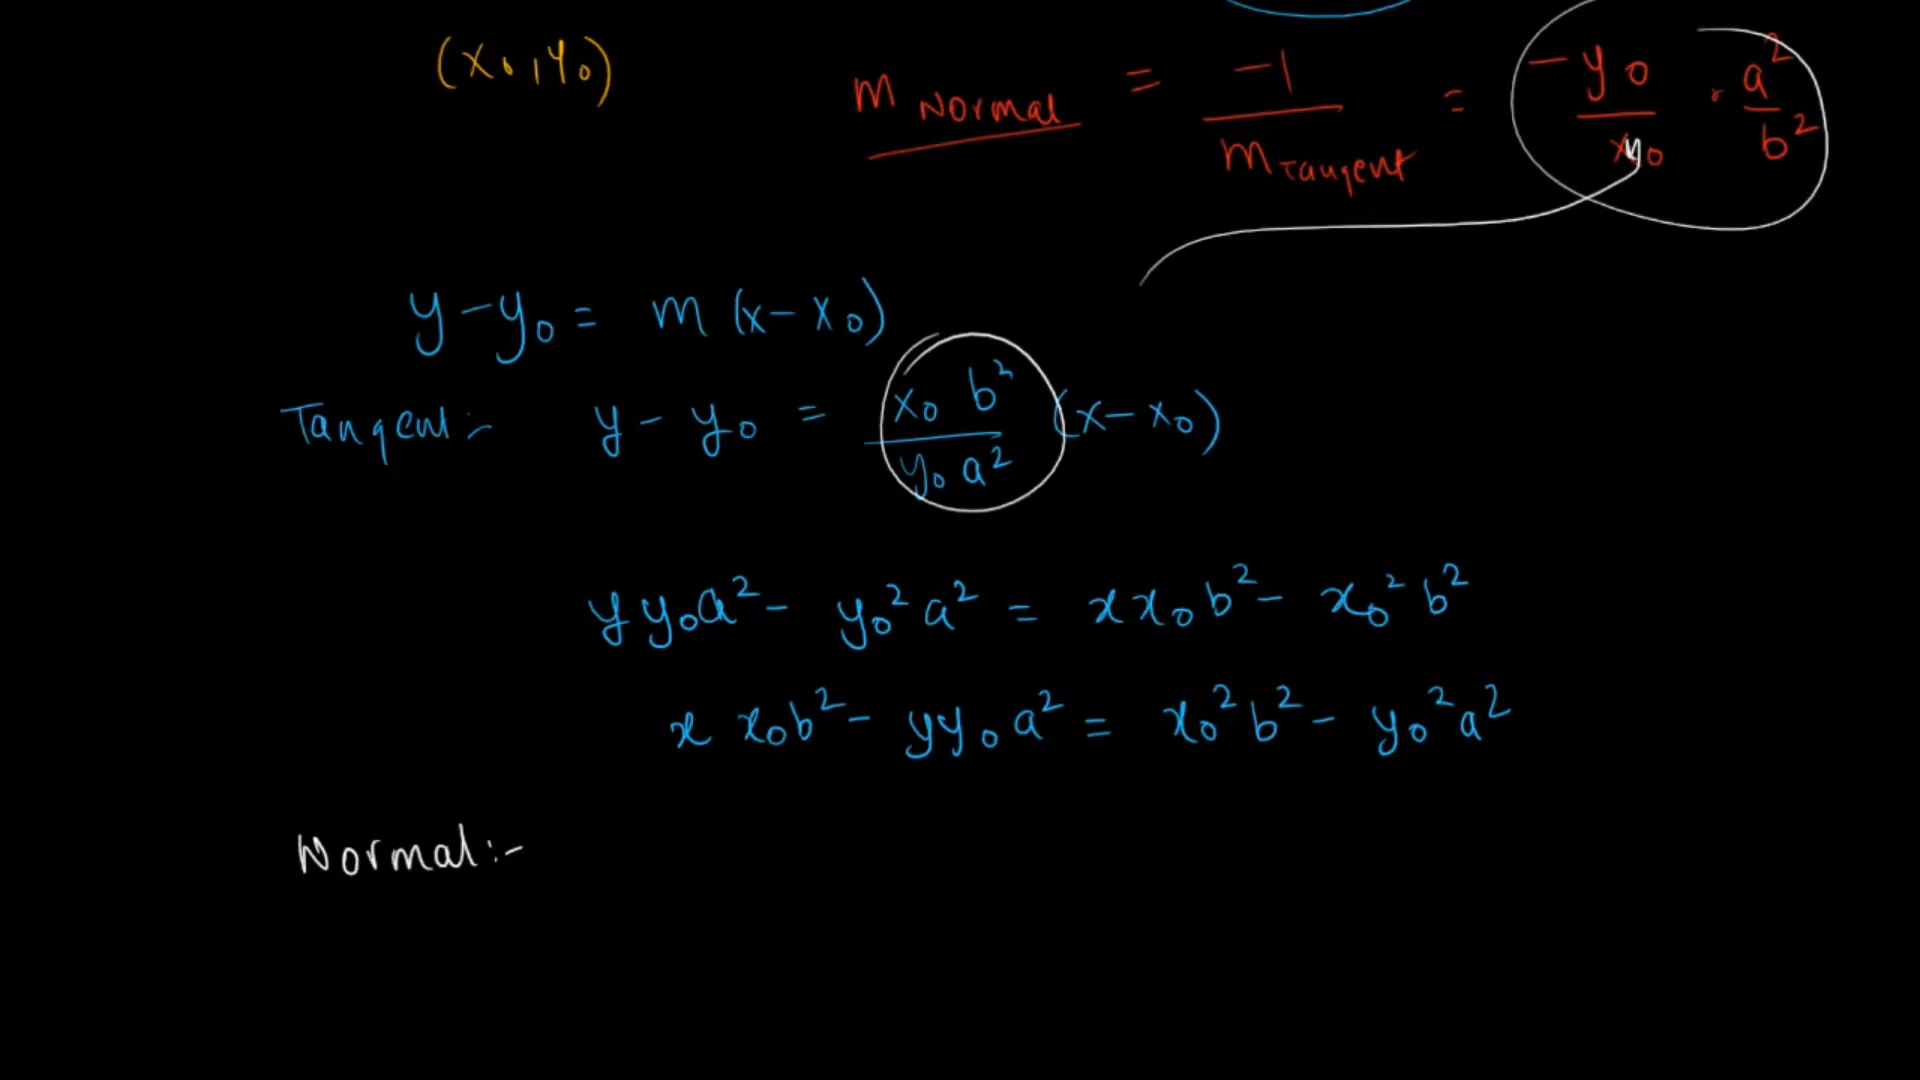 (x₀,y₀)
m Normal = -1/m Tangent = -y₀/x₀ · a²/b²
y - y₀ = m (x - x₀)
Tangent :- y - y₀ = x₀ b²/y₀ a² (x - x₀)
y y₀ a² - y₀² a² = x x₀ b² - x₀² b²
x x₀ b² - y y₀ a² = x₀² b² - y₀² a²
Normal :-